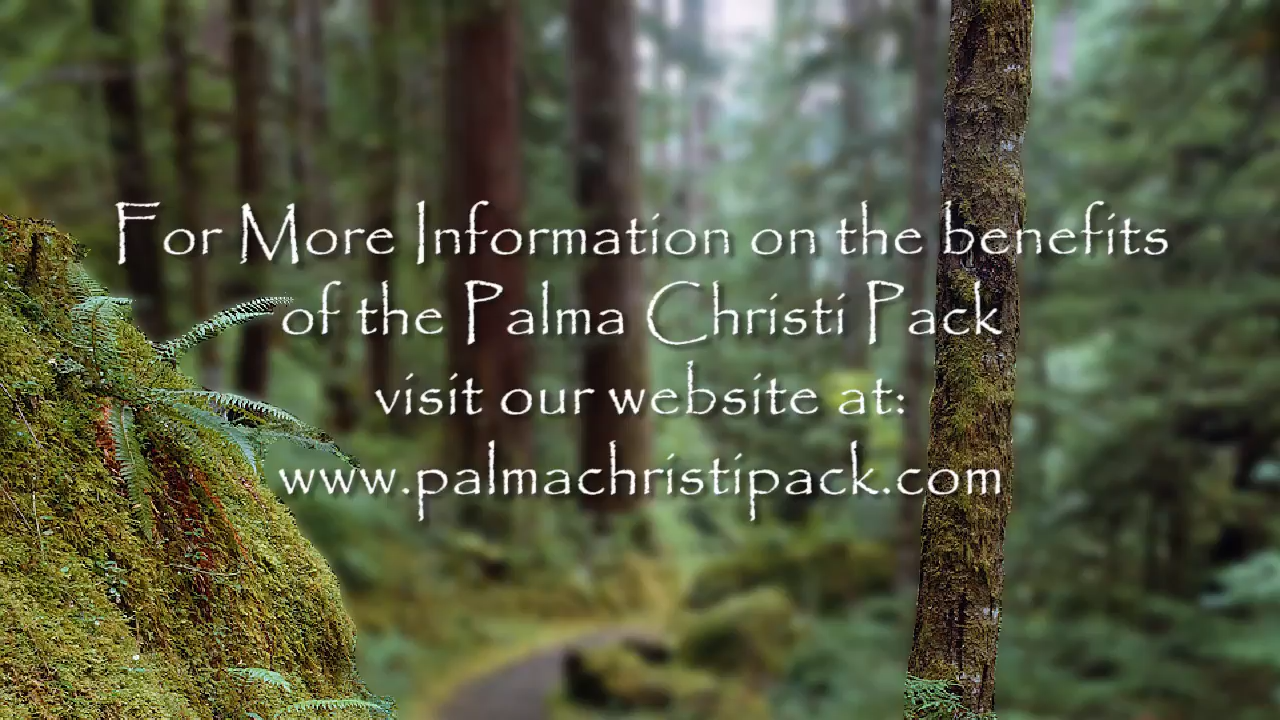 For More Information on the benefits
of the Palma Christi Pack
visit our website at:
www.palmachristipack.com